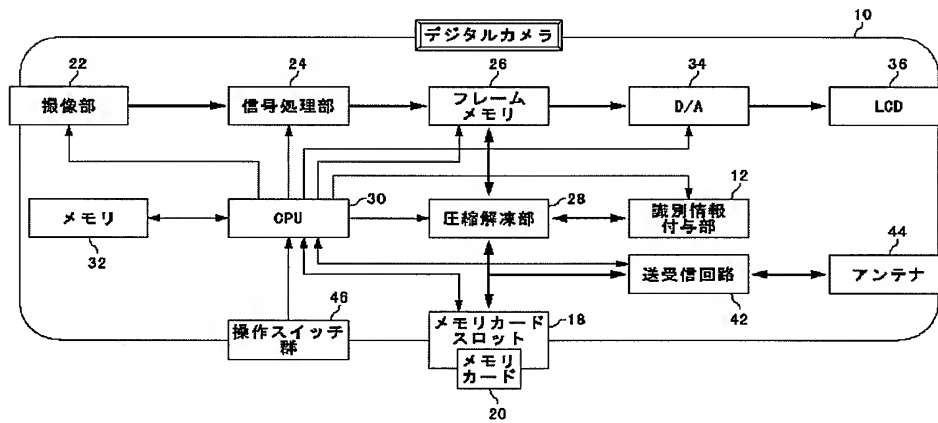 デジタルカメラ
10
22
24
26
34
36
撮像部
信号処理部
フレーム
メモリ
D/A
LCD
30
28
12
メモリ
CPU
圧縮解凍部
識別情報
付与部
32
44
送受信回路
アンテナ
42
46
18
操作スイッチ
群
メモリカード
スロット
メモリ
カード
20